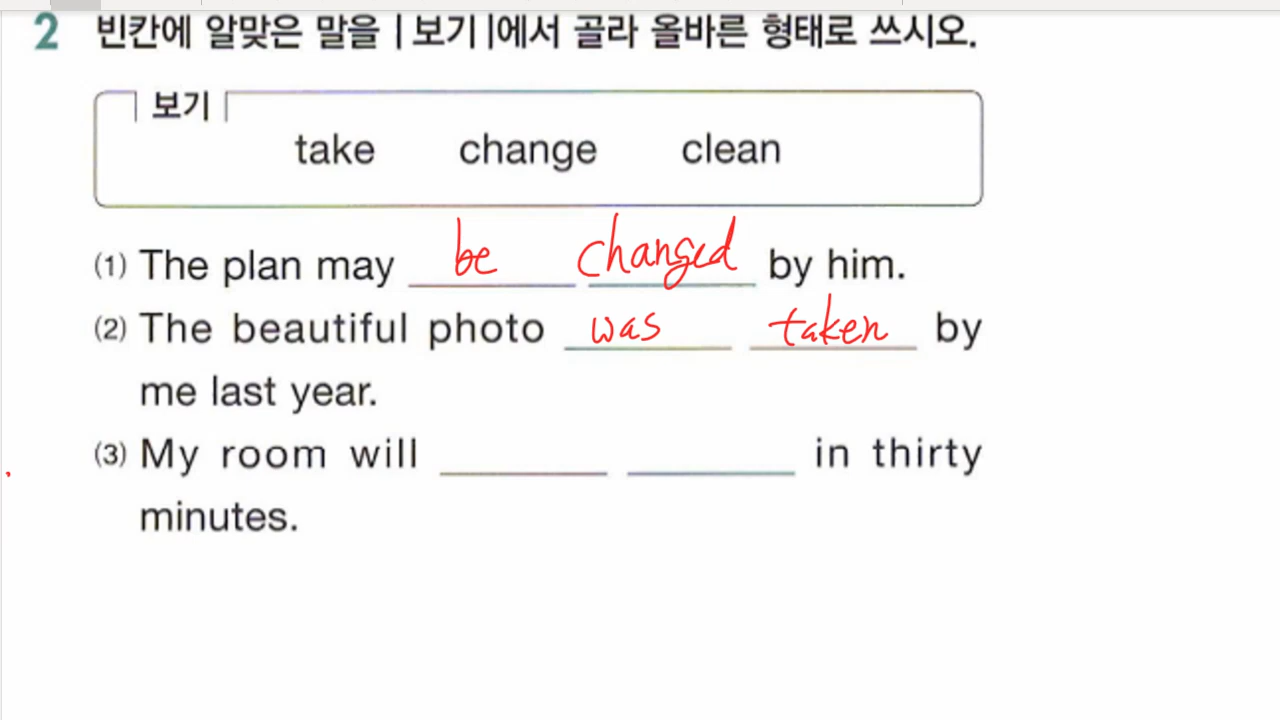 2 빈칸에 알맞은 말을 | 보기 |에서 골라 올바른 형태로 쓰시오.
보기
take change clean
(1) The plan may be changed by him.
(2) The beautiful photo was taken by
me last year.
(3) My room will ________ ________ in thirty
minutes.